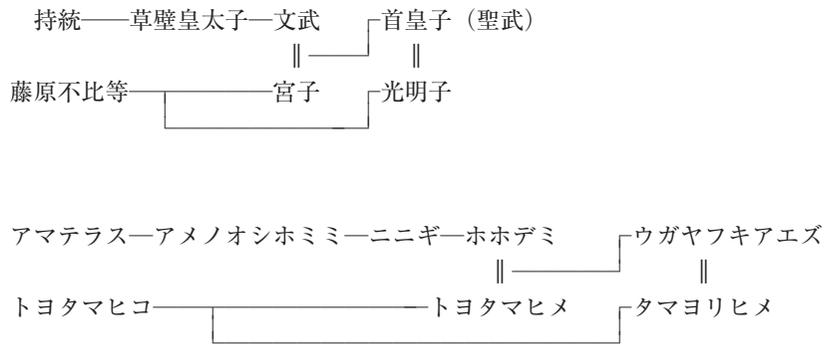 持統──草壁皇太子─文武 首皇子（聖武）
∥ ∥
藤原不比等────宮子 光明子
アマテラス─アメノオシホミミ─ニニギ─ホホデミ ウガヤフキアエズ
∥ ∥
トヨタマヒコ────トヨタマヒメ タマヨリヒメ